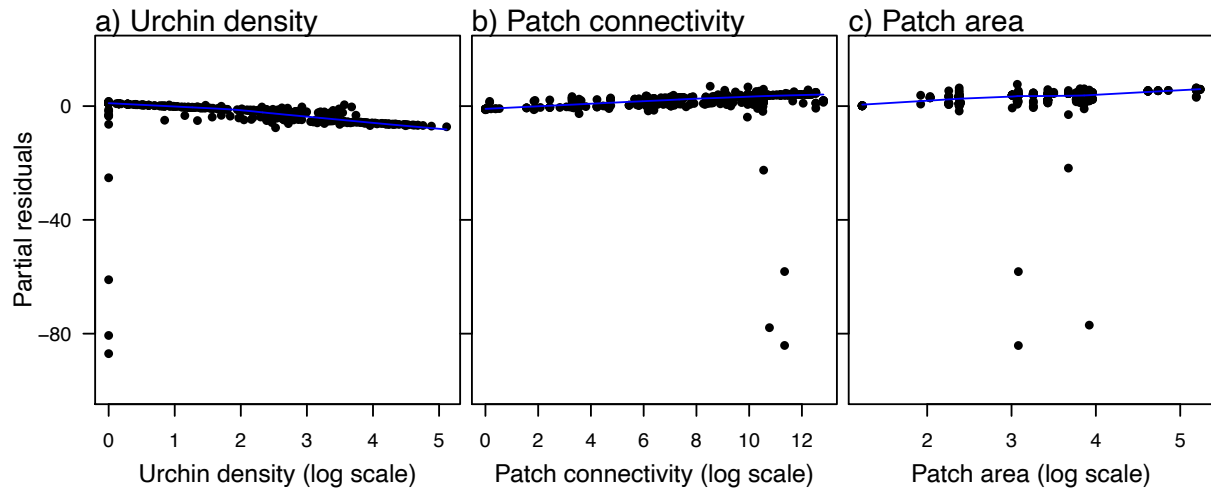 a) Urchin density
b) Patch connectivity
c) Patch area
Partial residuals
0
−40
−80
0 1 2 3 4 5
0 2 4 6 8 10 12
2 3 4 5
Urchin density (log scale)
Patch connectivity (log scale)
Patch area (log scale)